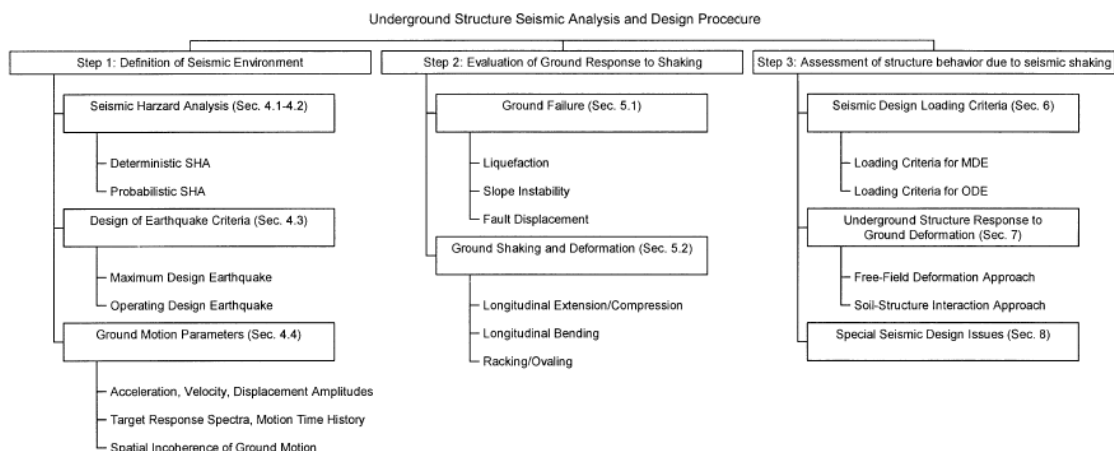 Underground Structure Seismic Analysis and Design Procecure
Step 1: Definition of Seismic Environment
Seismic Harzard Analysis (Sec. 4.1-4.2)
Deterministic SHA
Probabilistic SHA
Design of Earthquake Criteria (Sec. 4.3)
Maximum Design Earthquake
Operating Design Earthquake
Ground Motion Parameters (Sec. 4.4)
Acceleration, Velocity, Displacement Amplitudes
Target Response Spectra, Motion Time History
Spatial Incoherence of Ground Motion
Step 2: Evaluation of Ground Response to Shaking
Ground Failure (Sec. 5.1)
Liquefaction
Slope Instability
Fault Displacement
Ground Shaking and Deformation (Sec. 5.2)
Longitudinal Extension/Compression
Longitudinal Bending
Racking/Ovaling
Step 3: Assessment of structure behavior due to seismic shaking
Seismic Design Loading Criteria (Sec. 6)
Loading Criteria for MDE
Loading Criteria for ODE
Underground Structure Response to
Ground Deformation (Sec. 7)
Free-Field Deformation Approach
Soil-Structure Interaction Approach
Special Seismic Design Issues (Sec. 8)